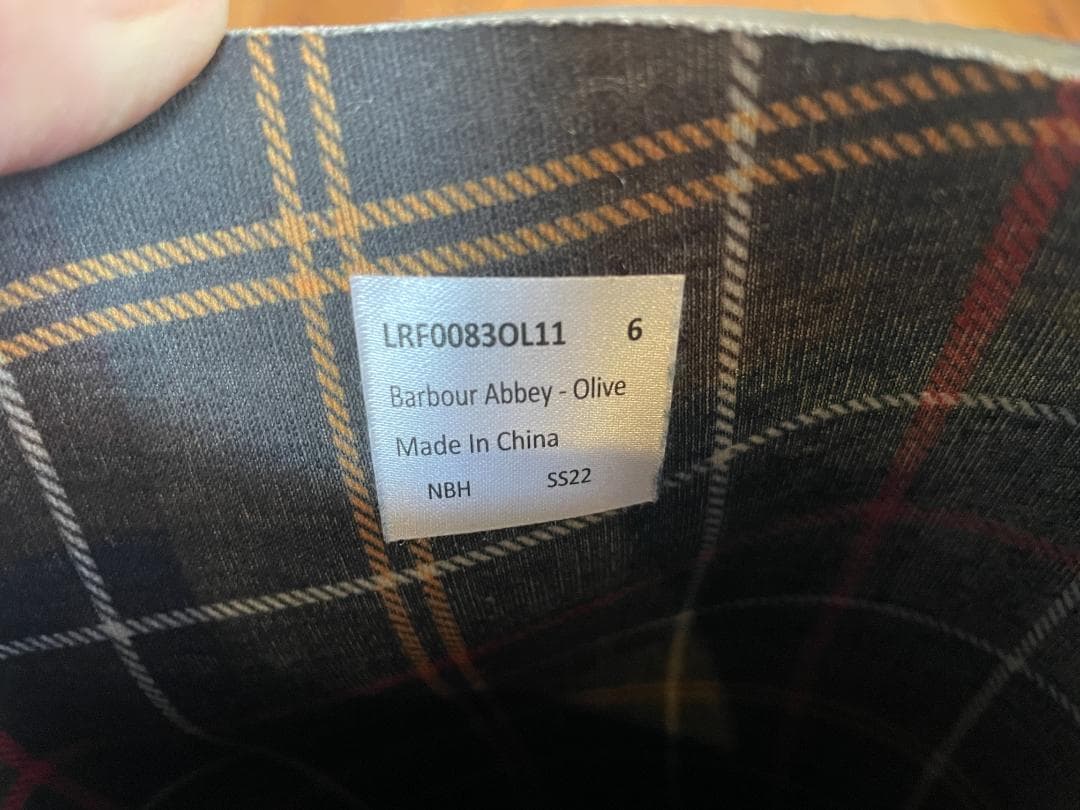 LRF0083OL11 6
Barbour Abbey - Olive
Made In China
NBH SS22